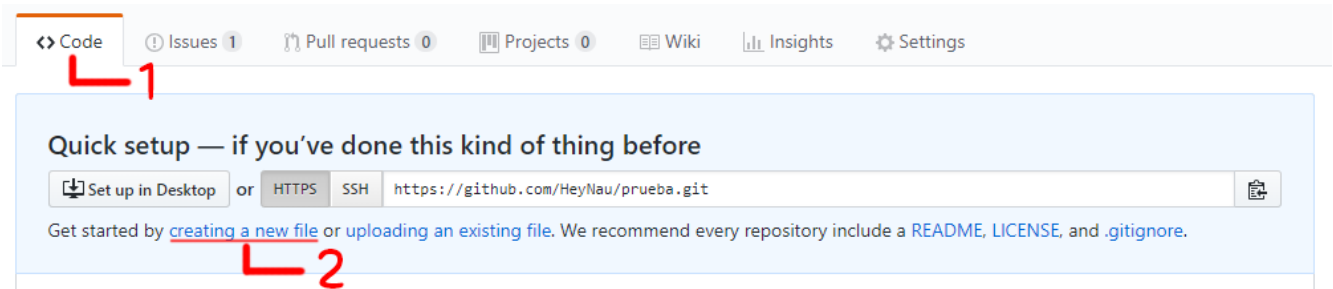 <> Code Issues 1 Pull requests 0 Projects 0 Wiki Insights Settings
1
Quick setup — if you’ve done this kind of thing before
Set up in Desktop or HTTPS SSH https://github.com/HeyNau/prueba.git
Get started by creating a new file or uploading an existing file. We recommend every repository include a README, LICENSE, and .gitignore.
2